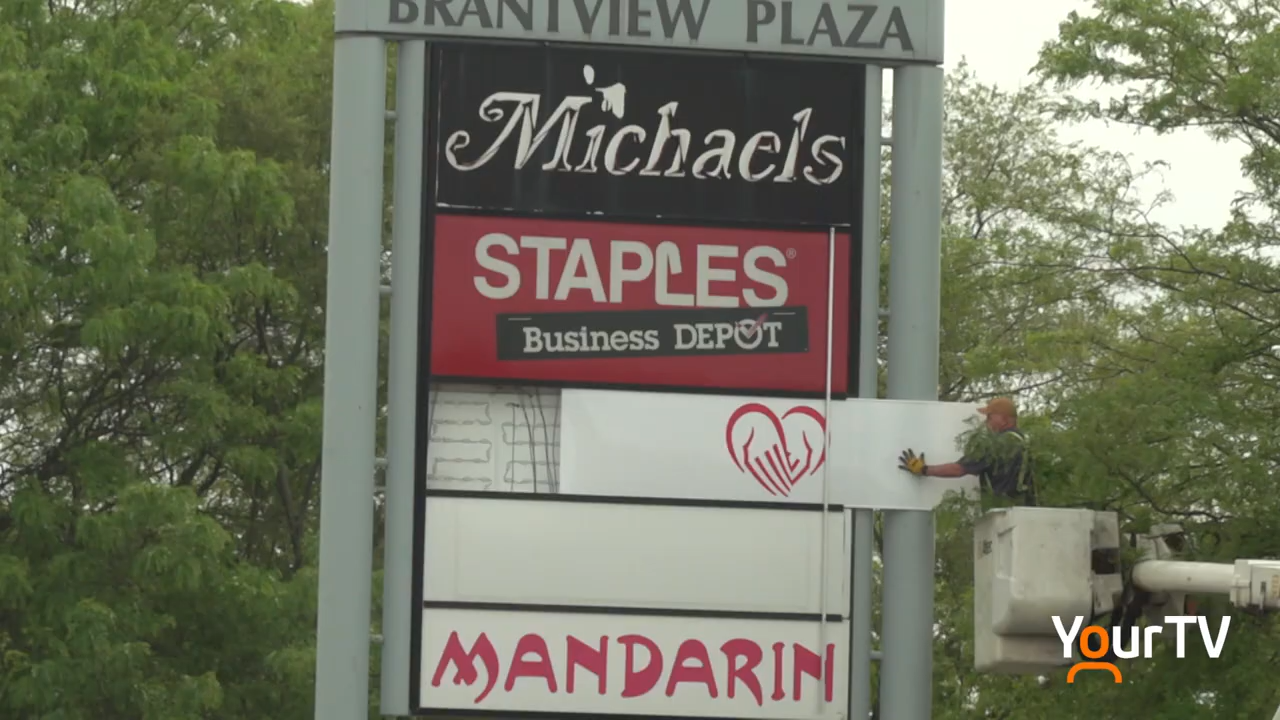 BRANTVIEW PLAZA
Michaels
STAPLES®
Business DEPOT
MANDARIN
YourTV